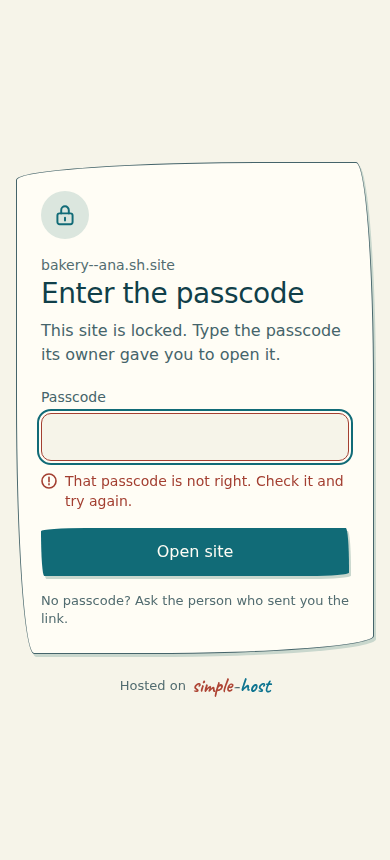 bakery--ana.sh.site
Enter the passcode
This site is locked. Type the passcode
its owner gave you to open it.
Passcode
That passcode is not right. Check it and
try again.
Open site
No passcode? Ask the person who sent you the
link.
Hosted on simple-host